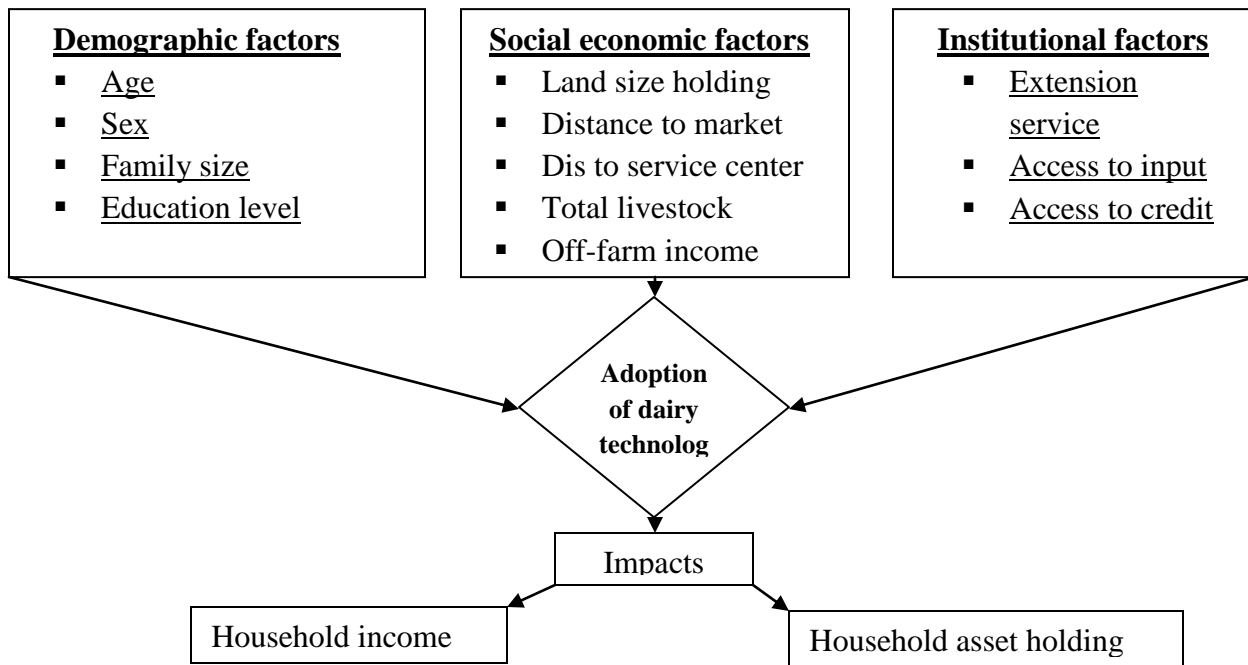 Demographic factors
▪ Age
▪ Sex
▪ Family size
▪ Education level
Social economic factors
▪ Land size holding
▪ Distance to market
▪ Dis to service center
▪ Total livestock
▪ Off-farm income
Institutional factors
▪ Extension
service
▪ Access to input
▪ Access to credit
Adoption
of dairy
technolog
Impacts
Household income
Household asset holding